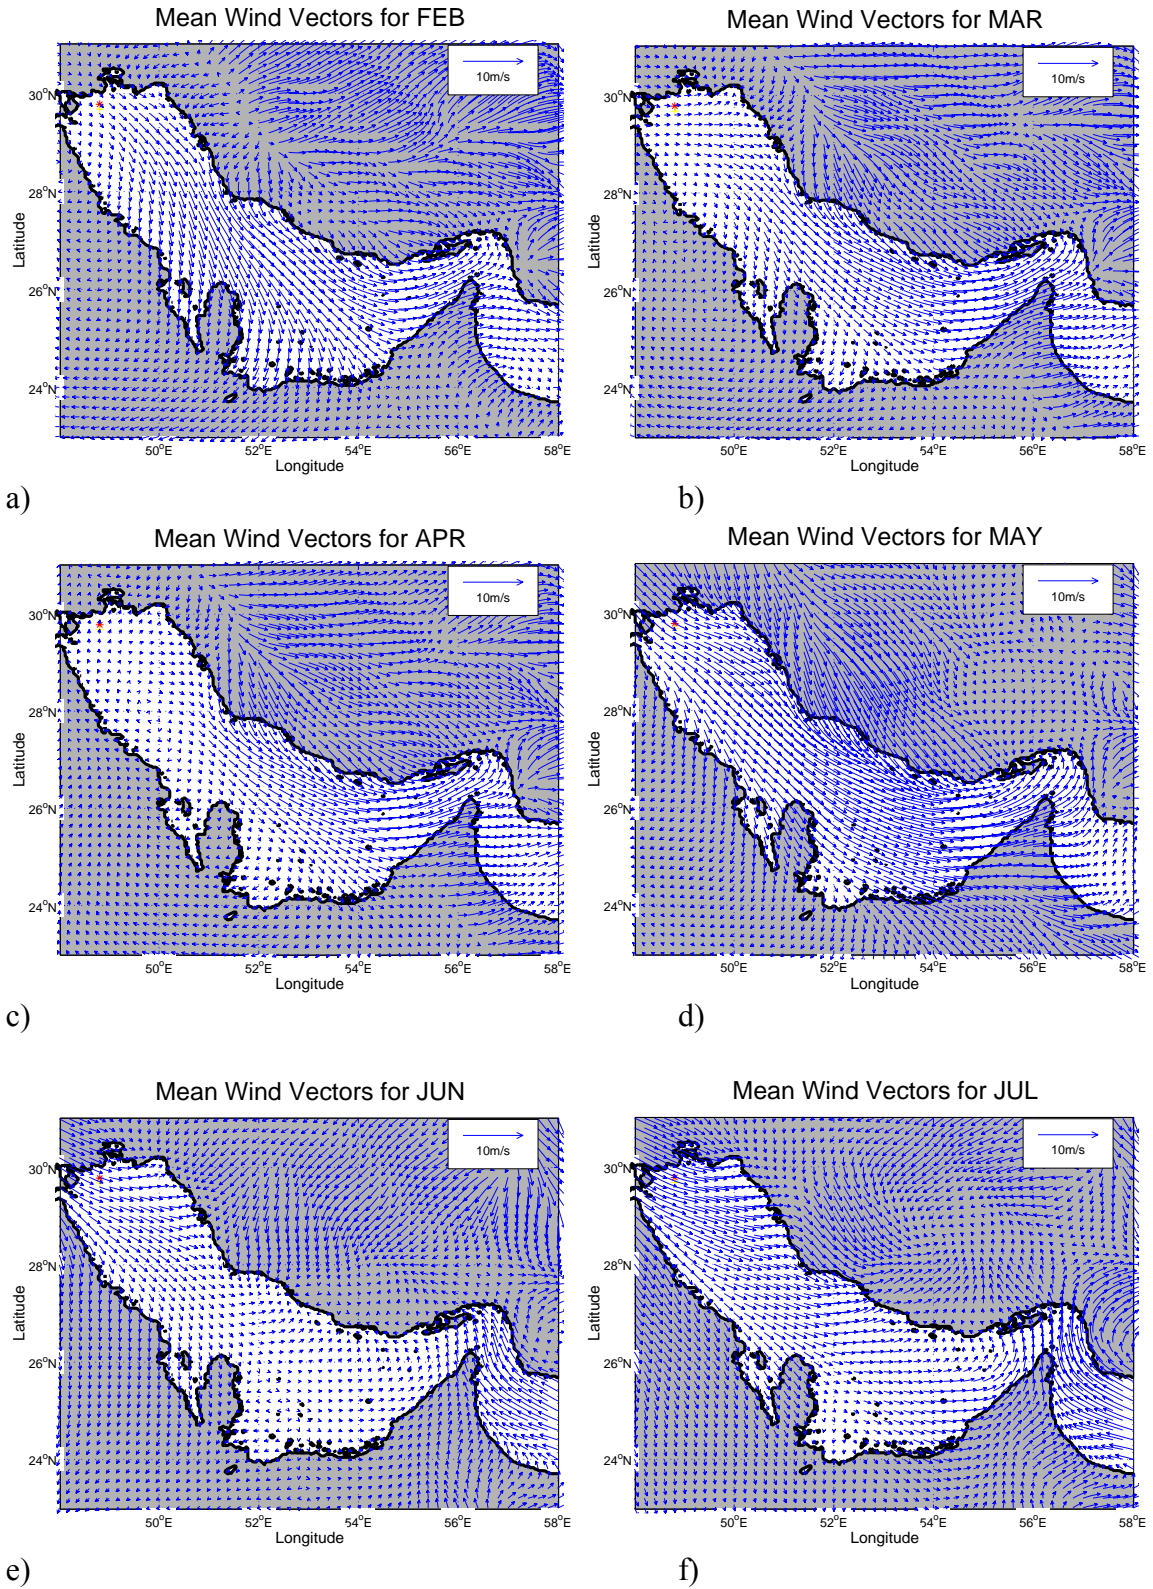 Mean Wind Vectors for FEB
10m/s
30°N
28°N
26°N
24°N
Latitude
50°E 52°E 54°E 56°E 58°E
Longitude
a)
Mean Wind Vectors for MAR
10m/s
30°N
28°N
26°N
24°N
Latitude
50°E 52°E 54°E 56°E 58°E
Longitude
b)
Mean Wind Vectors for APR
10m/s
30°N
28°N
26°N
24°N
Latitude
50°E 52°E 54°E 56°E 58°E
Longitude
c)
Mean Wind Vectors for MAY
10m/s
30°N
28°N
26°N
24°N
Latitude
50°E 52°E 54°E 56°E 58°E
Longitude
d)
Mean Wind Vectors for JUN
10m/s
30°N
28°N
26°N
24°N
Latitude
50°E 52°E 54°E 56°E 58°E
Longitude
e)
Mean Wind Vectors for JUL
10m/s
30°N
28°N
26°N
24°N
Latitude
50°E 52°E 54°E 56°E 58°E
Longitude
f)